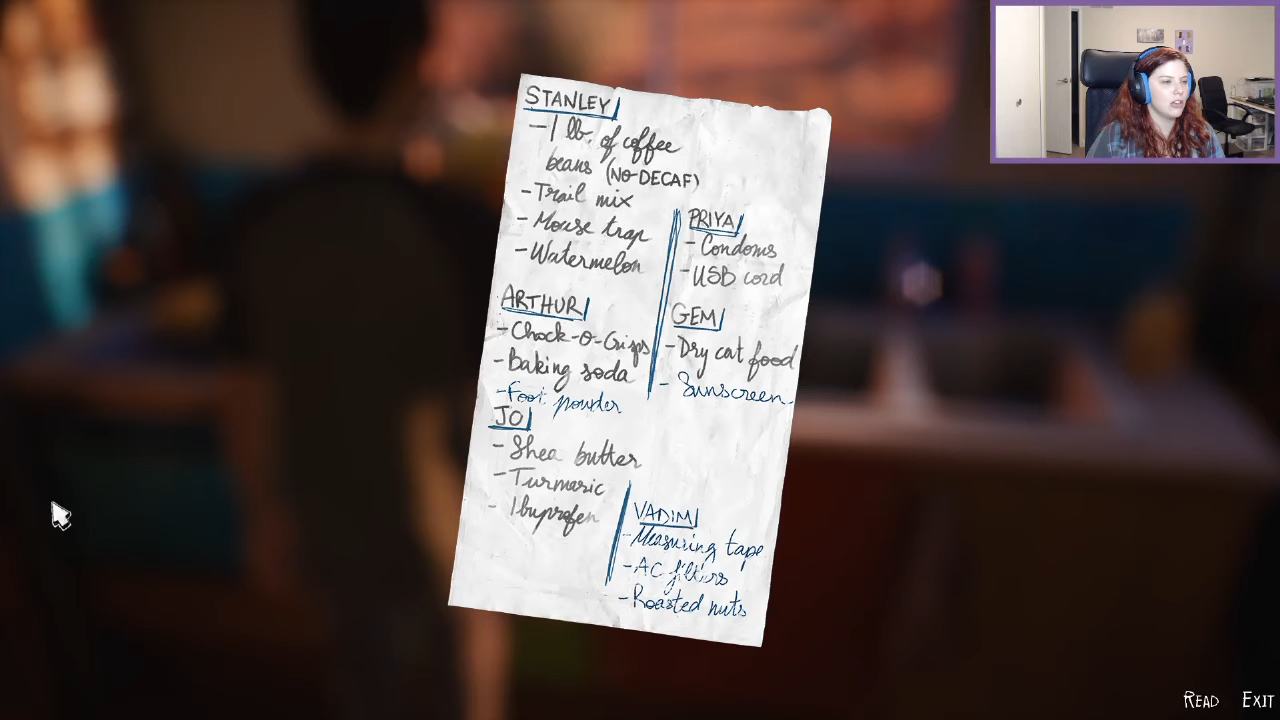 STANLEY
- 1 lb. of coffee
beans (NO DECAF)
- Trail mix
- Mouse trap
- Watermelon
ARTHUR
- Chock-O-Crisps
- Baking soda
- Foot powder
JO
- Shea butter
- Turmaric
- Ibuprofen
PRIYA
- Condoms
- USB cord
GEM
- Dry cat food
- Sunscreen
VADIM
- Measuring tape
- AC filters
- Roasted nuts
READ EXIT